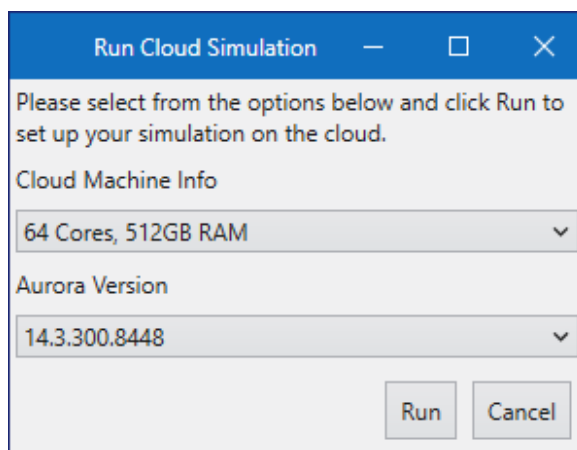 Run Cloud Simulation
Please select from the options below and click Run to
set up your simulation on the cloud.
Cloud Machine Info
64 Cores, 512GB RAM
Aurora Version
14.3.300.8448
Run Cancel